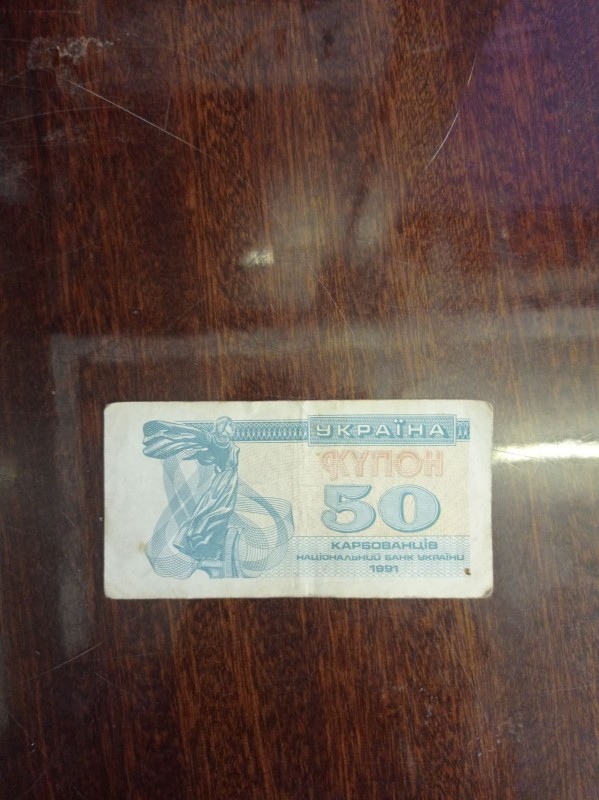 УКРАЇНА
КУПОН
50
КАРБОВАНЦІВ
НАЦІОНАЛЬНИЙ БАНК УКРАЇНИ
1991